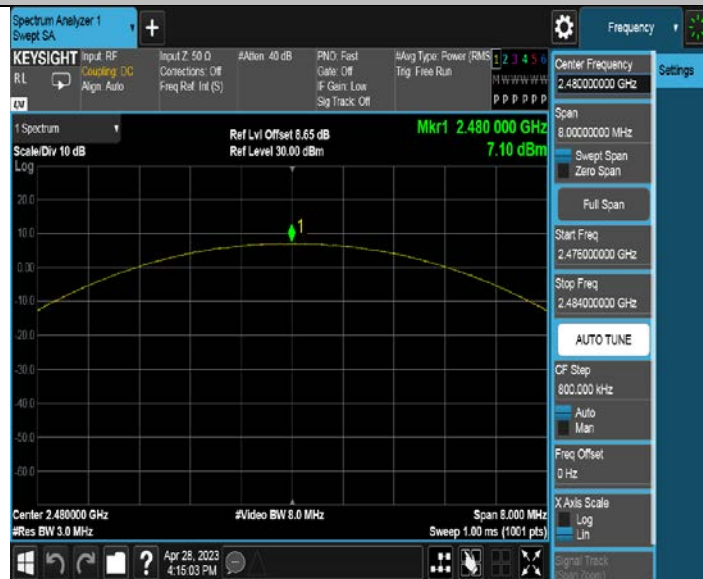 Spectrum Analyzer 1
Swept SA
Frequency
KEYSIGHT
Input: RF
Coupling: DC
Align: Auto
Input Z: 50 Ω
Corrections: Off
Freq Ref: Int (S)
#Atten: 40 dB
PNO: Fast
Gate: Off
IF Gain: Low
Sig Track: Off
#Avg Type: Power (RMS
Trig: Free Run
1 2 3 4 5 6
M W W W W W
P P P P P P
RL
1 Spectrum
Scale/Div 10 dB
Log
Ref Lvl Offset 8.65 dB
Ref Level 30.00 dBm
Mkr1 2.480 000 GHz
7.10 dBm
1
20.0
10.0
0.00
-10.0
-20.0
-30.0
-40.0
-50.0
-60.0
Center 2.480000 GHz
#Res BW 3.0 MHz
#Video BW 8.0 MHz
Span 8.000 MHz
Sweep 1.00 ms (1001 pts)
Apr 28, 2023
4:15:03 PM
Center Frequency
2.480000000 GHz
Settings
Span
8.00000000 MHz
Swept Span
Zero Span
Full Span
Start Freq
2.476000000 GHz
Stop Freq
2.484000000 GHz
AUTO TUNE
CF Step
800.000 kHz
Auto
Man
Freq Offset
0 Hz
X Axis Scale
Log
Lin
Signal Track
(Span Zoom)